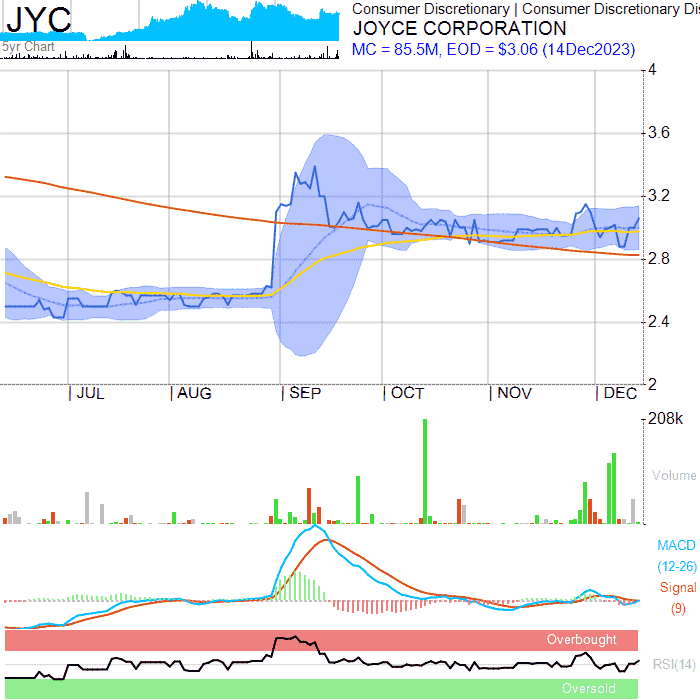 JYC
5yr Chart
Consumer Discretionary | Consumer Discretionary Dis
JOYCE CORPORATION
MC = 85.5M, EOD = $3.06 (14Dec2023)
4
3.6
3.2
2.8
2.4
2
| JUL | AUG | SEP | OCT | NOV | DEC
208k
Volume
MACD
(12-26)
Signal
(9)
Overbought
RSI(14)
Oversold